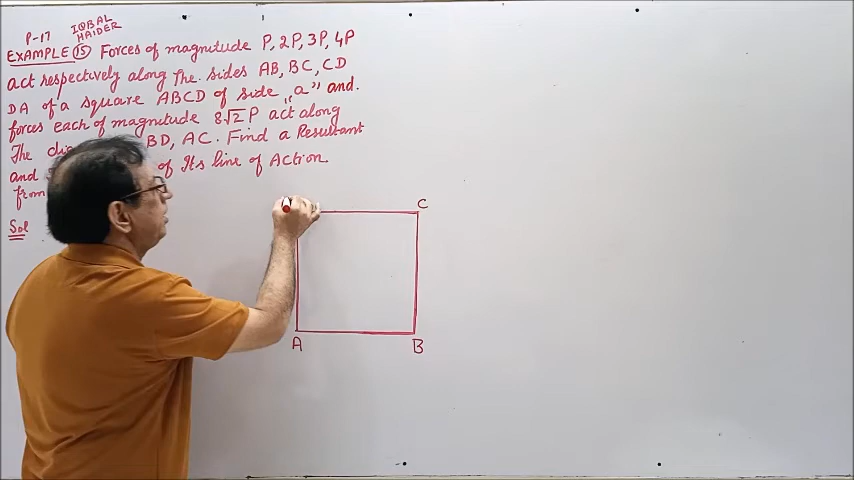 P-17 IQBAL HAIDER
EXAMPLE 15 Forces of magnitude P, 2P, 3P, 4P
act respectively along The sides AB, BC, CD
DA of a square ABCD of side "a" and.
forces each of magnitude 8√2 P act along
The BD, AC. Find a Resultant
and of Its line of Action.
from
Sol
C
A
B